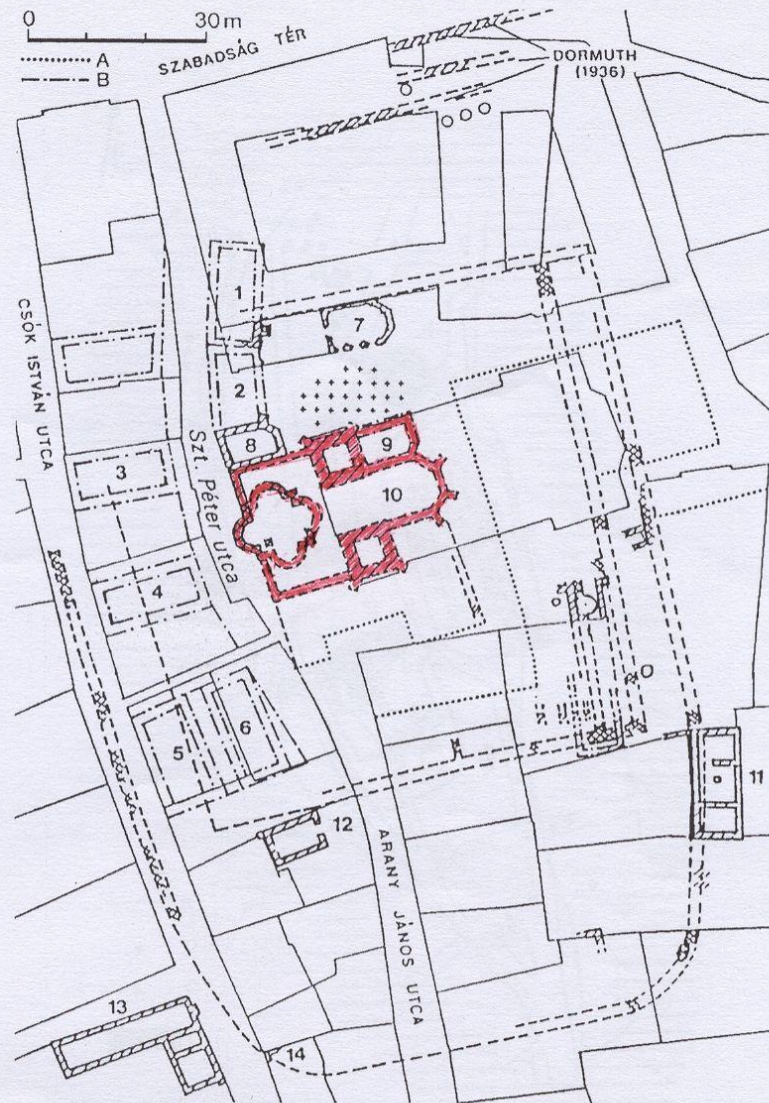 0 30m
A
B
SZABADSÁG TÉR
DORMUTH
(1936)
CSÓK ISTVÁN UTCA
Szt. Péter utca
ARANY JÁNOS UTCA
1
7
2
8
9
3
10
4
5
6
11
12
13
14